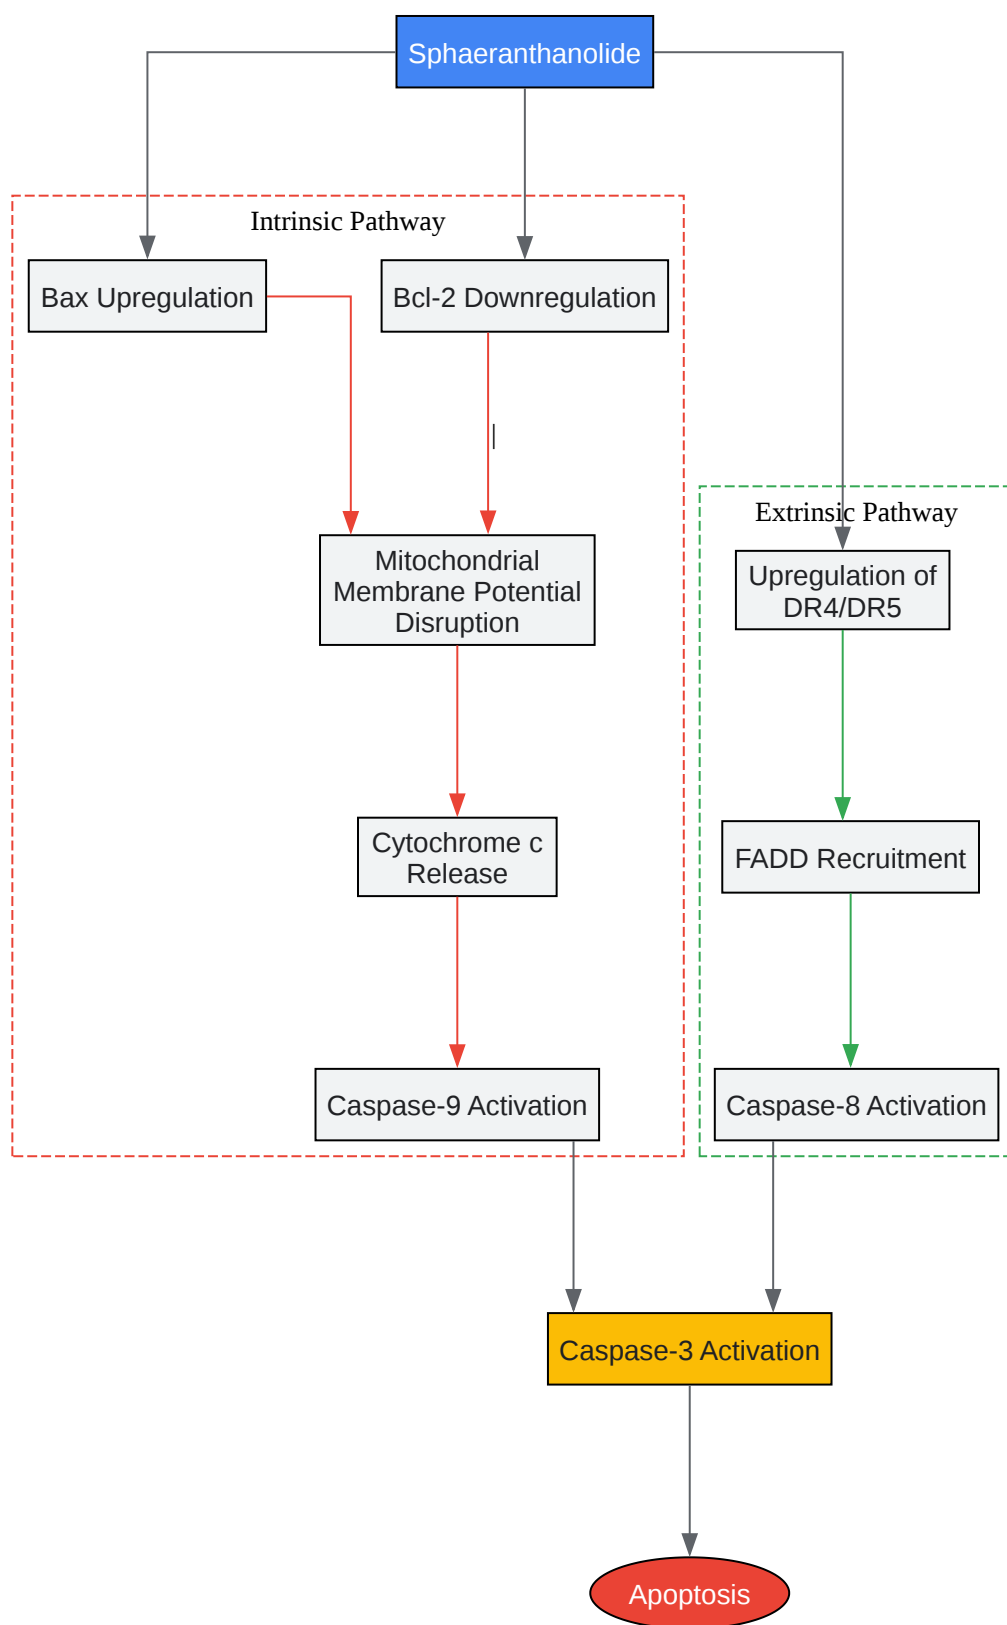 Sphaeranthanolide
Intrinsic Pathway
Bax Upregulation
Bcl-2 Downregulation
|
Mitochondrial
Membrane Potential
Disruption
Extrinsic Pathway
Upregulation of
DR4/DR5
Cytochrome c
Release
FADD Recruitment
Caspase-9 Activation
Caspase-8 Activation
Caspase-3 Activation
Apoptosis